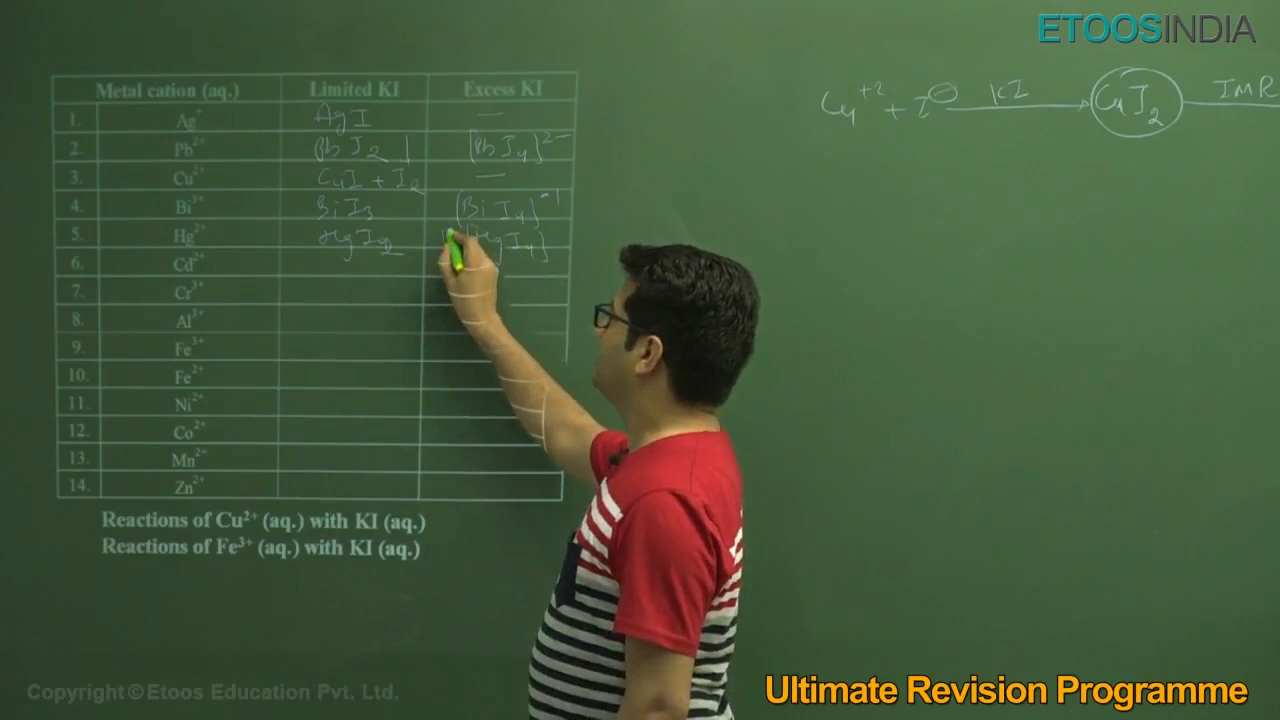 ETOOSINDIA
Cu+2 + I⊖ KI CuI2 IMR
Metal cation (aq.) Limited KI Excess KI
1. Ag+ AgI —
2. Pb2+ PbI2↓ [PbI4]2−
3. Cu2+ CuI + I2 —
4. Bi3+ BiI3 [BiI4]−1
5. Hg2+ HgI2 [HgI4]
6. Cd2+
7. Cr3+
8. Al3+
9. Fe3+
10. Fe2+
11. Ni2+
12. Co2+
13. Mn2+
14. Zn2+
Reactions of Cu2+ (aq.) with KI (aq.)
Reactions of Fe3+ (aq.) with KI (aq.)
Copyright © Etoos Education Pvt. Ltd.
Ultimate Revision Programme